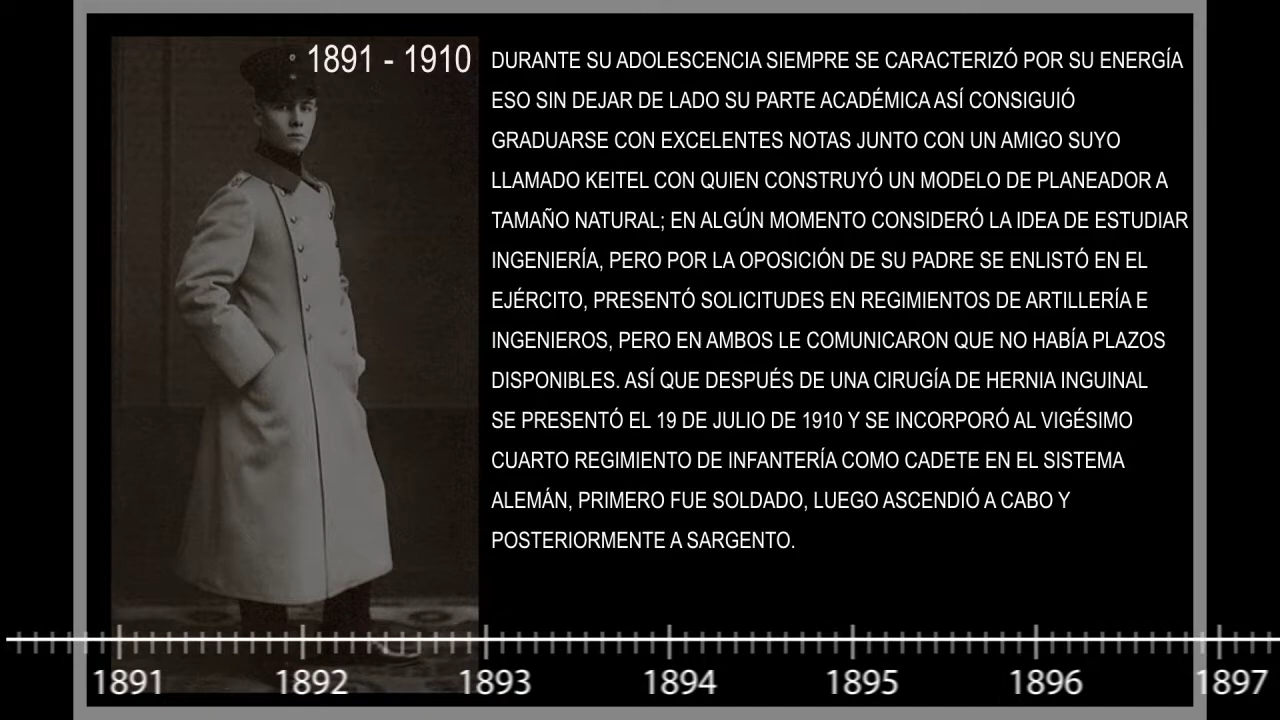 1891 - 1910
DURANTE SU ADOLESCENCIA SIEMPRE SE CARACTERIZÓ POR SU ENERGÍA
ESO SIN DEJAR DE LADO SU PARTE ACADÉMICA ASÍ CONSIGUIÓ
GRADUARSE CON EXCELENTES NOTAS JUNTO CON UN AMIGO SUYO
LLAMADO KEITEL CON QUIEN CONSTRUYÓ UN MODELO DE PLANEADOR A
TAMAÑO NATURAL; EN ALGÚN MOMENTO CONSIDERÓ LA IDEA DE ESTUDIAR
INGENIERÍA, PERO POR LA OPOSICIÓN DE SU PADRE SE ENLISTÓ EN EL
EJÉRCITO, PRESENTÓ SOLICITUDES EN REGIMIENTOS DE ARTILLERÍA E
INGENIEROS, PERO EN AMBOS LE COMUNICARON QUE NO HABÍA PLAZOS
DISPONIBLES. ASÍ QUE DESPUÉS DE UNA CIRUGÍA DE HERNIA INGUINAL
SE PRESENTÓ EL 19 DE JULIO DE 1910 Y SE INCORPORÓ AL VIGÉSIMO
CUARTO REGIMIENTO DE INFANTERÍA COMO CADETE EN EL SISTEMA
ALEMÁN, PRIMERO FUE SOLDADO, LUEGO ASCENDIÓ A CABO Y
POSTERIORMENTE A SARGENTO.
1891 1892 1893 1894 1895 1896 1897